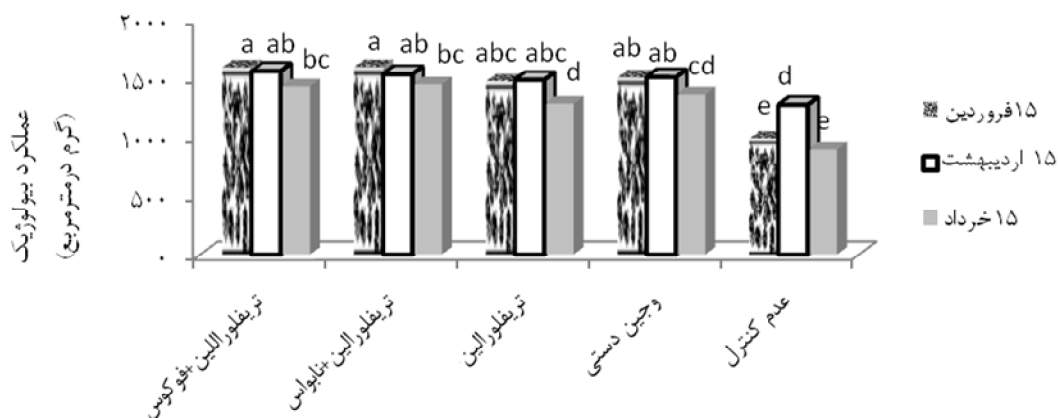 عملکرد بیولوژیک
(گرم درمترمربع)
۲۰۰۰
۱۵۰۰
۱۰۰۰
۵۰۰
۰
a ab bc
a ab bc
abc abc d
ab ab cd
e d e
تریفلوراللین+فوکوس
تریفلورالین+نابواس
تریفلورالین
وجین دستی
عدم کنترل
۱۵فروردین
۱۵ اردیبهشت
۱۵خرداد